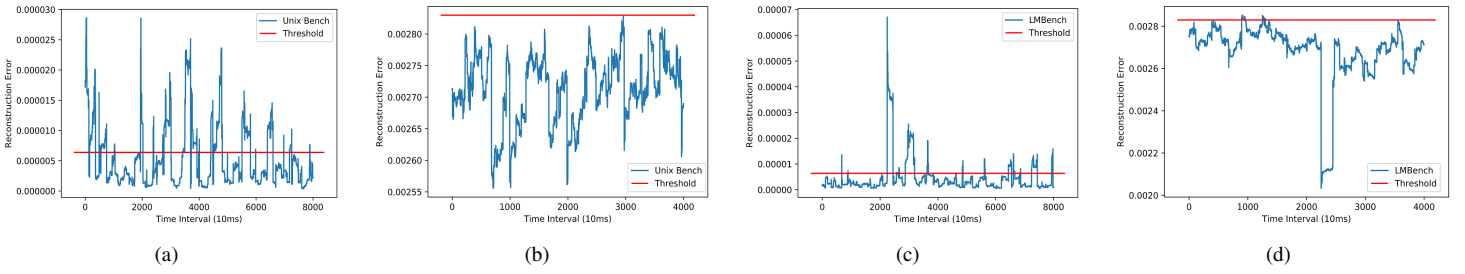 0.000030
0.000025
0.000020
0.000015
0.000010
0.000005
0.000000
Reconstruction Error
Unix Bench
Threshold
0 2000 4000 6000 8000
Time Interval (10ms)
(a)
0.00280
0.00275
0.00270
0.00265
0.00260
0.00255
Reconstruction Error
Unix Bench
Threshold
0 1000 2000 3000 4000
Time Interval (10ms)
(b)
0.00007
0.00006
0.00005
0.00004
0.00003
0.00002
0.00001
0.00000
Reconstruction Error
LMBench
Threshold
0 2000 4000 6000 8000
Time Interval (10ms)
(c)
0.0028
0.0026
0.0024
0.0022
0.0020
Reconstruction Error
LMBench
Threshold
0 1000 2000 3000 4000
Time Interval (10ms)
(d)